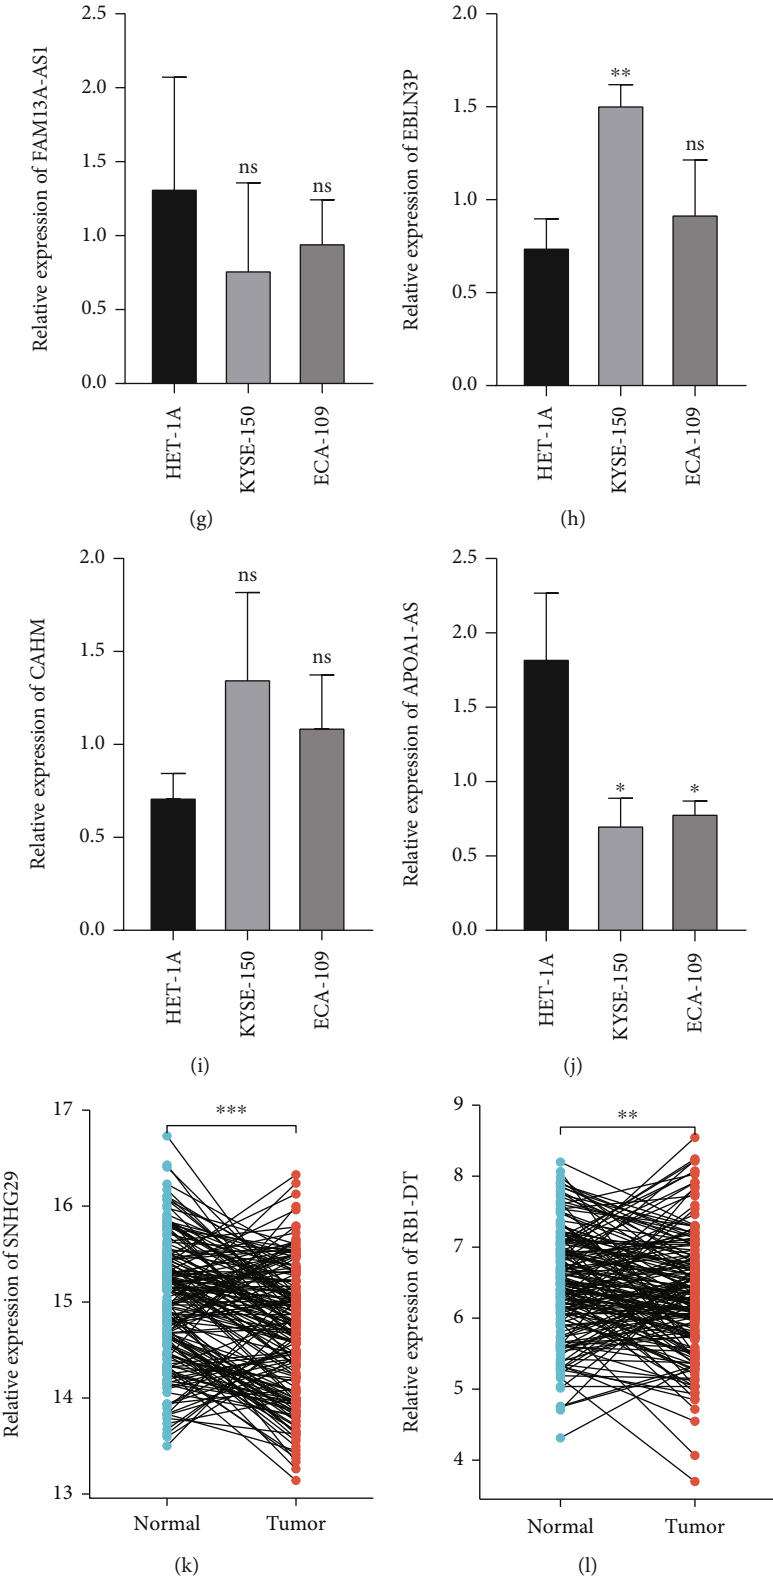 Relative expression of FAM13A-AS1
2.5
2.0
1.5
1.0
0.5
0.0
ns
ns
HET-1A
KYSE-150
ECA-109
(g)
Relative expression of EBLN3P
2.0
1.5
1.0
0.5
0.0
**
ns
HET-1A
KYSE-150
ECA-109
(h)
Relative expression of CAHM
2.0
1.5
1.0
0.5
0.0
ns
ns
HET-1A
KYSE-150
ECA-109
(i)
Relative expression of APOA1-AS
2.5
2.0
1.5
1.0
0.5
0.0
*
*
HET-1A
KYSE-150
ECA-109
(j)
Relative expression of SNHG29
17
16
15
14
13
***
Normal
Tumor
(k)
Relative expression of RB1-DT
9
8
7
6
5
4
**
Normal
Tumor
(l)